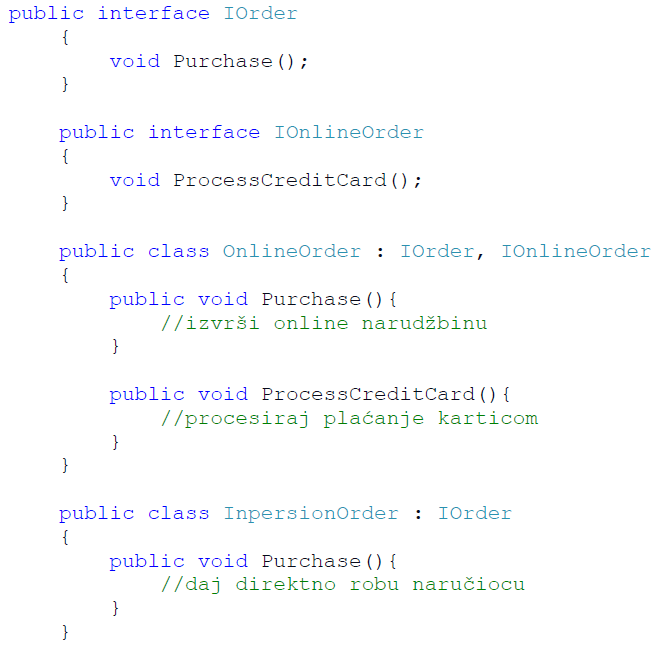 public interface IOrder
{
void Purchase();
}
public interface IOnlineOrder
{
void ProcessCreditCard();
}
public class OnlineOrder : IOrder, IOnlineOrder
{
public void Purchase(){
//izvrši online narudžbinu
}
public void ProcessCreditCard(){
//procesiraj plaćanje karticom
}
}
public class InpersionOrder : IOrder
{
public void Purchase(){
//daj direktno robu naručiocu
}
}